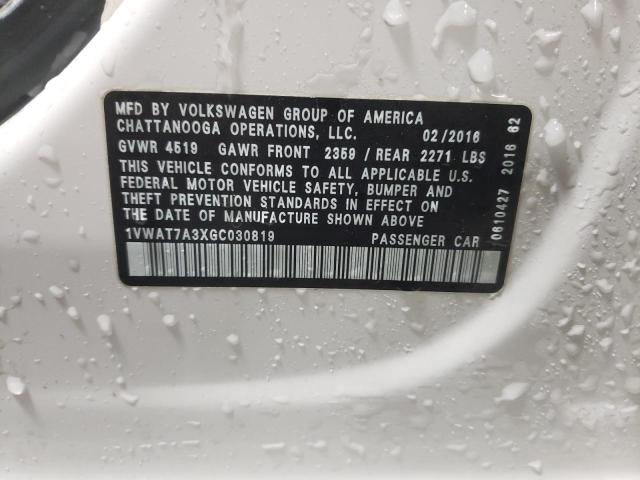 MFD BY VOLKSWAGEN GROUP OF AMERICA
CHATTANOOGA OPERATIONS, LLC. 02/2016
GVWR 4519 GAWR FRONT 2359 / REAR 2271 LBS
THIS VEHICLE CONFORMS TO ALL APPLICABLE U.S.
FEDERAL MOTOR VEHICLE SAFETY, BUMPER AND
THEFT PREVENTION STANDARDS IN EFFECT ON
THE DATE OF MANUFACTURE SHOWN ABOVE
1VWAT7A3XGC030819 PASSENGER CAR
0610427 2016 62